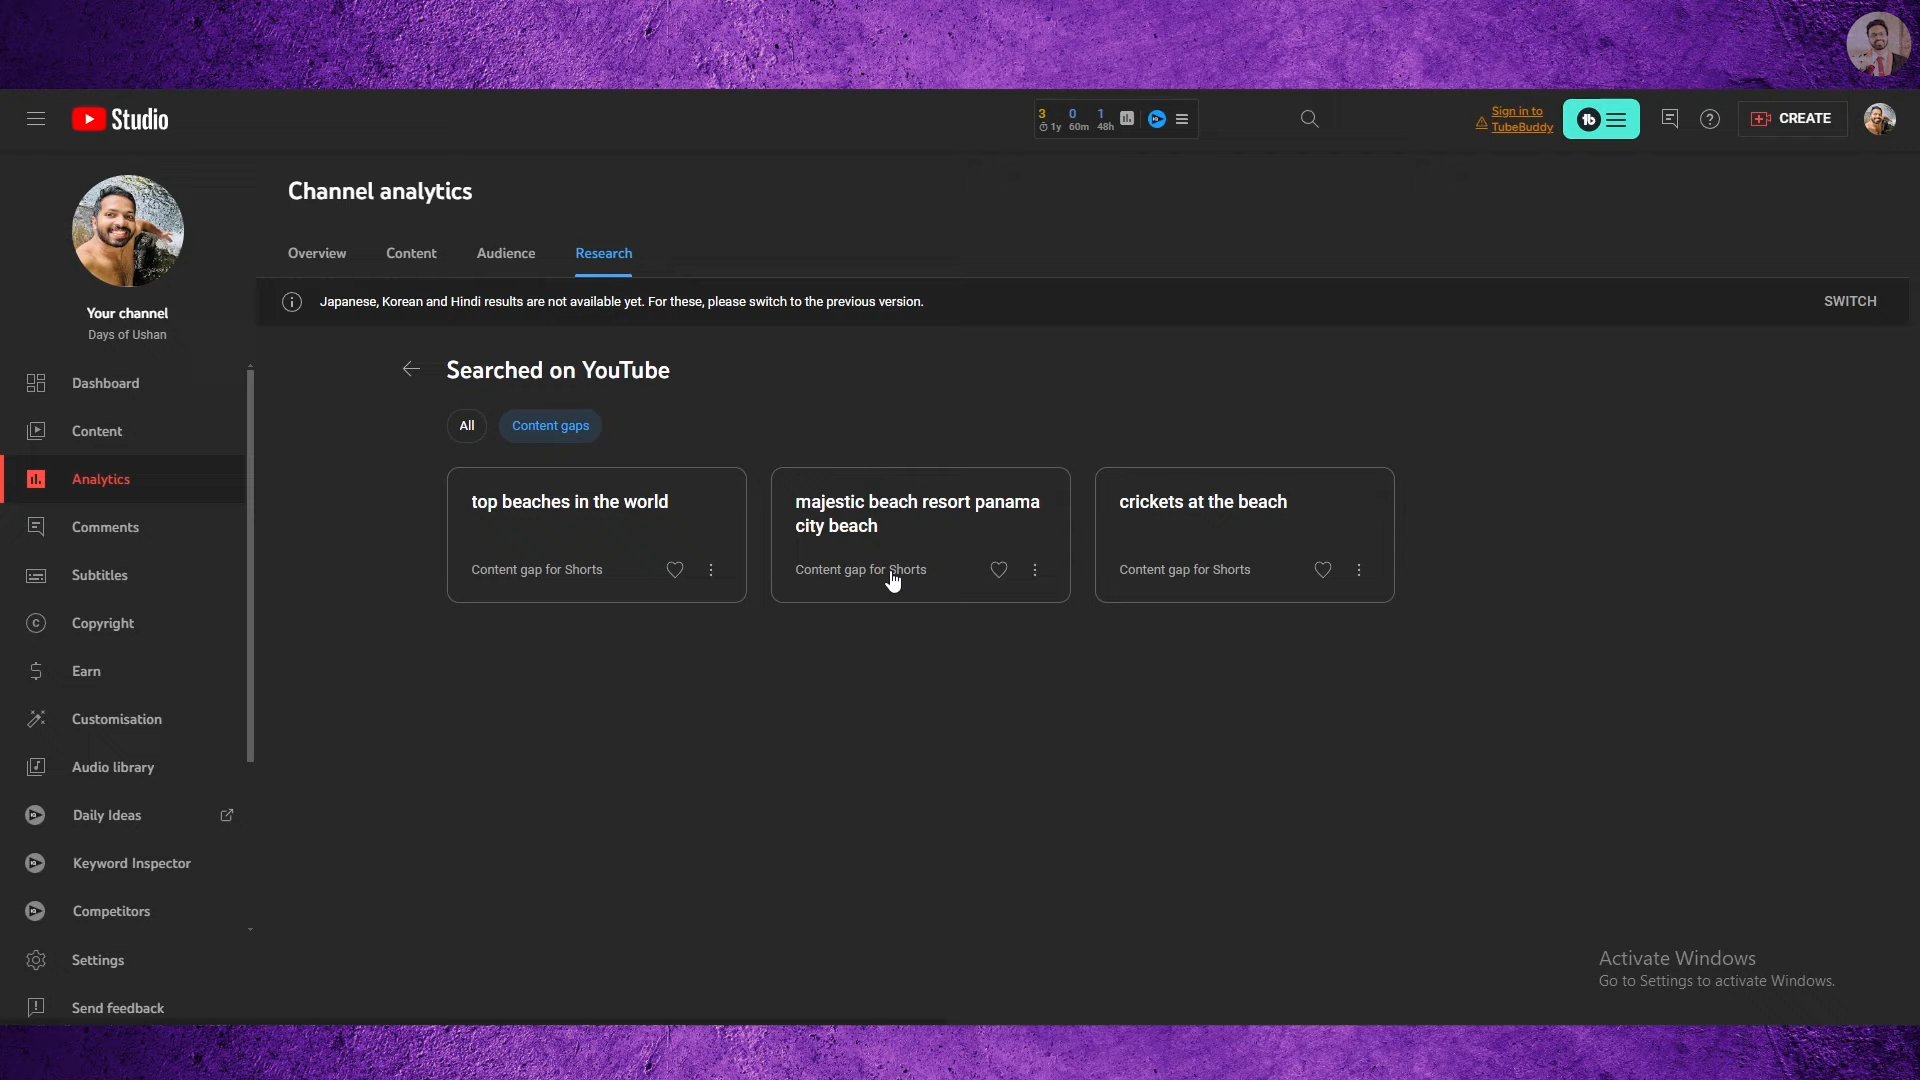 Studio
3 0 1
1y 60m 48h
Sign in to
TubeBuddy
CREATE
Your channel
Days of Ushan
Dashboard
Content
Analytics
Comments
Subtitles
Copyright
Earn
Customisation
Audio library
Daily Ideas
Keyword Inspector
Competitors
Settings
Send feedback
Channel analytics
Overview Content Audience Research
Japanese, Korean and Hindi results are not available yet. For these, please switch to the previous version.
SWITCH
Searched on YouTube
All Content gaps
top beaches in the world
Content gap for Shorts
majestic beach resort panama
city beach
Content gap for Shorts
crickets at the beach
Content gap for Shorts
Activate Windows
Go to Settings to activate Windows.